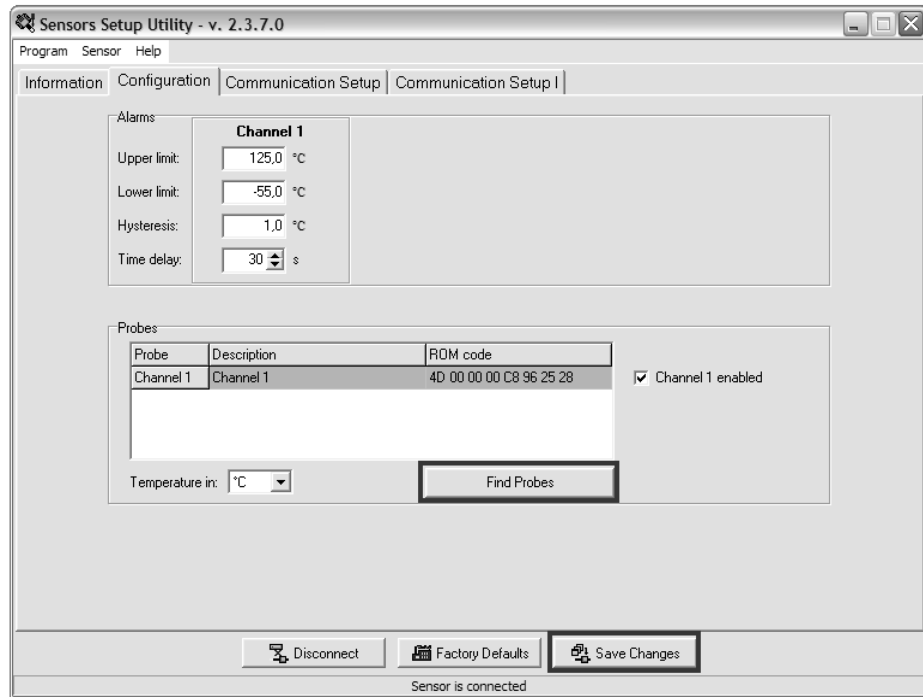 Sensors Setup Utility - v. 2.3.7.0
Program Sensor Help
Information Configuration Communication Setup Communication Setup I
Alarms
Channel 1
Upper limit: 125,0 °C
Lower limit: -55,0 °C
Hysteresis: 1,0 °C
Time delay: 30 s
Probes
Probe Description ROM code
Channel 1 Channel 1 4D 00 00 00 C8 96 25 28 Channel 1 enabled
Temperature in: °C Find Probes
Disconnect Factory Defaults Save Changes
Sensor is connected